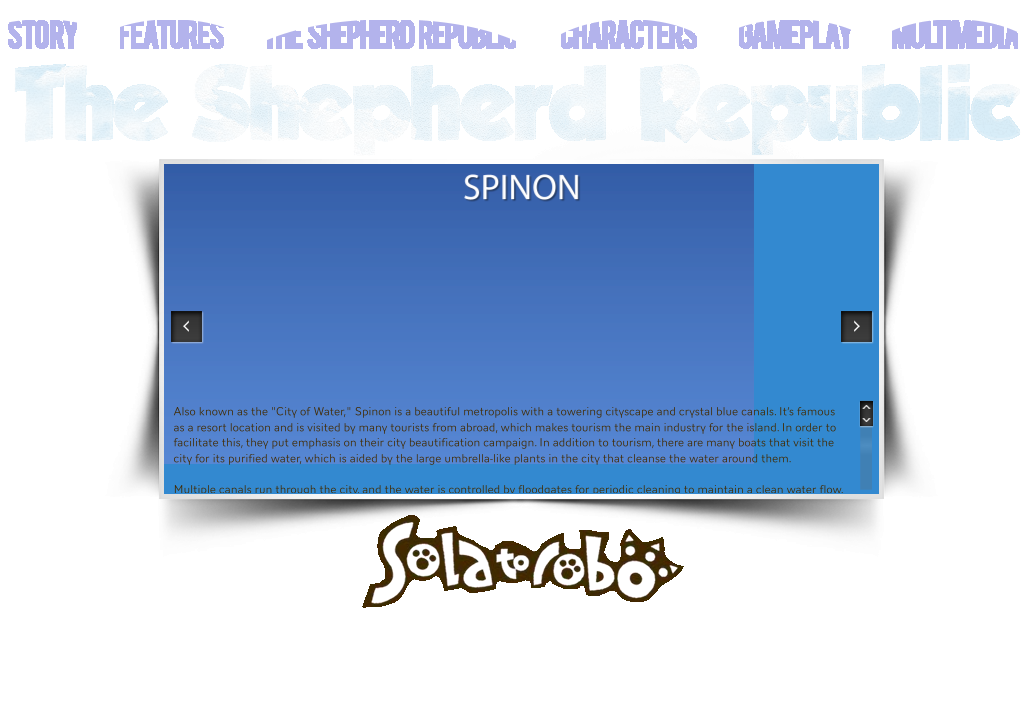 STORY FEATURES THE SHEPHERD REPUBLIC CHARACTERS GAMEPLAY MULTIMEDIA
The Shepherd Republic
SPINON
Also known as the "City of Water," Spinon is a beautiful metropolis with a towering cityscape and crystal blue canals. It's famous
as a resort location and is visited by many tourists from abroad, which makes tourism the main industry for the island. In order to
facilitate this, they put emphasis on their city beautification campaign. In addition to tourism, there are many boats that visit the
city for its purified water, which is aided by the large umbrella-like plants in the city that cleanse the water around them.
Multiple canals run through the city, and the water is controlled by floodgates for periodic cleaning to maintain a clean water flow.
Solatorobo